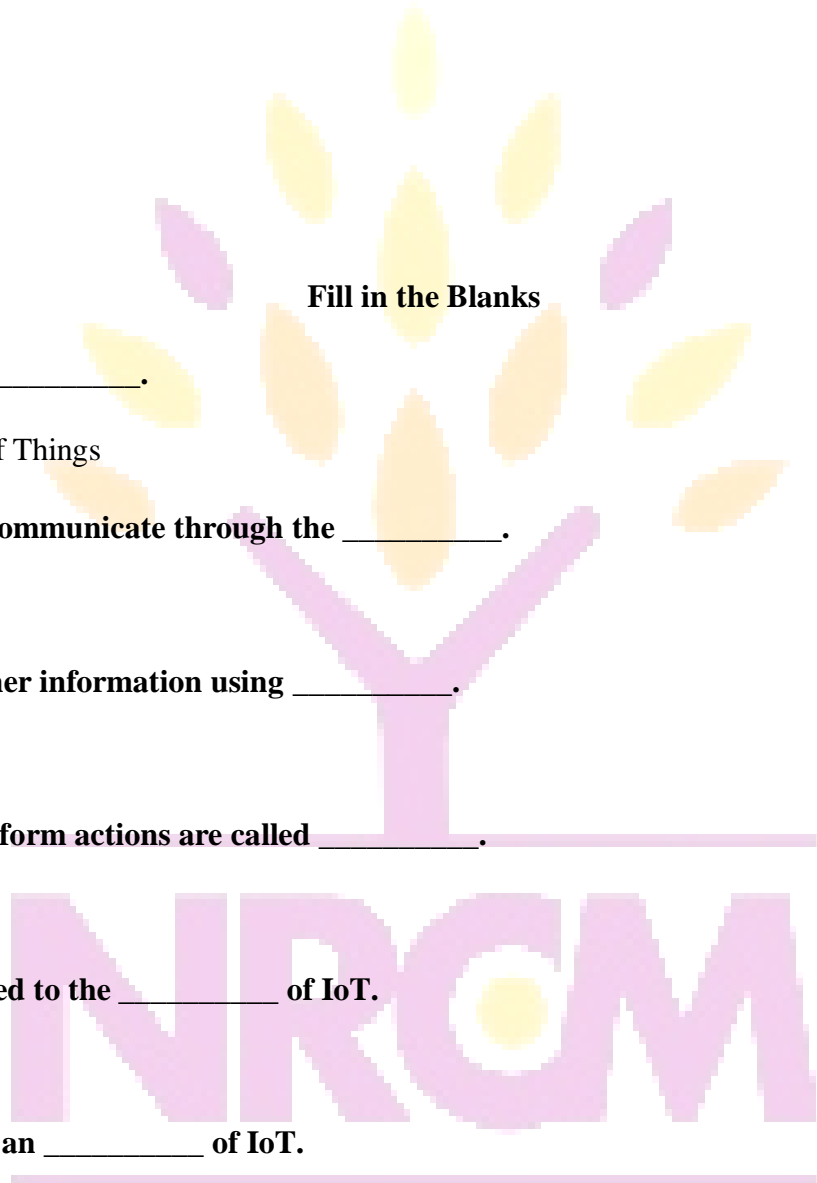 Fill in the Blanks
__________.
f Things
ommunicate through the __________.
ner information using __________.
form actions are called __________.
ed to the __________ of IoT.
an __________ of IoT.
NRCM